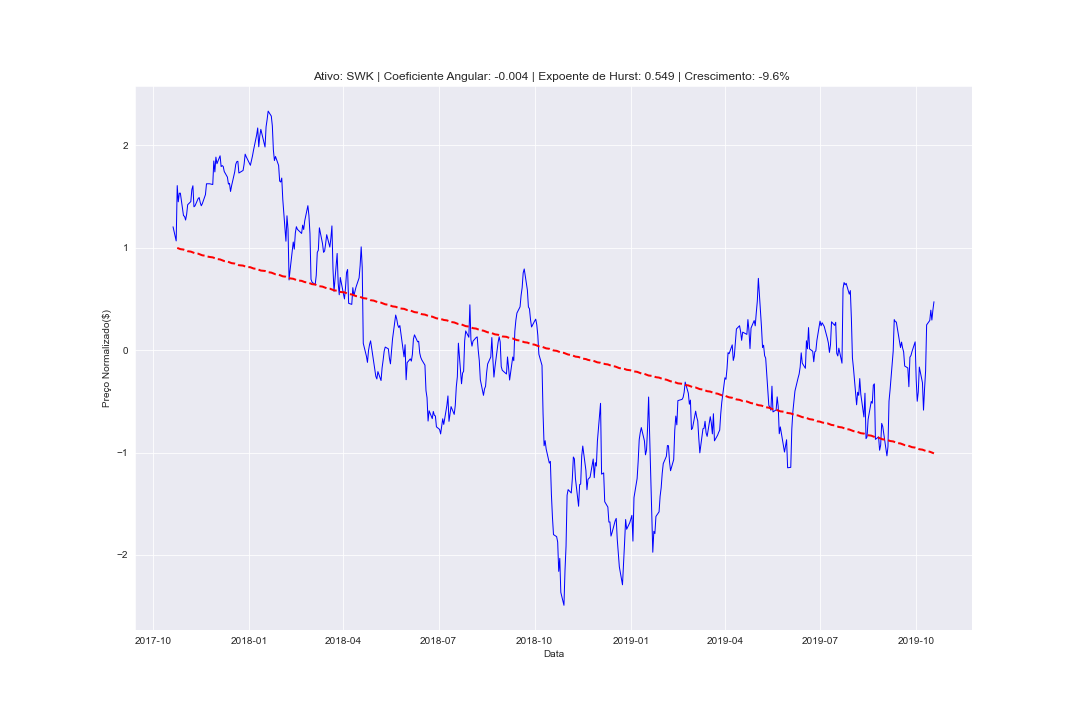 Ativo: SWK | Coeficiente Angular: -0.004 | Expoente de Hurst: 0.549 | Crescimento: -9.6%
Preço Normalizado($)
2
1
0
−1
−2
2017-10 2018-01 2018-04 2018-07 2018-10 2019-01 2019-04 2019-07 2019-10
Data